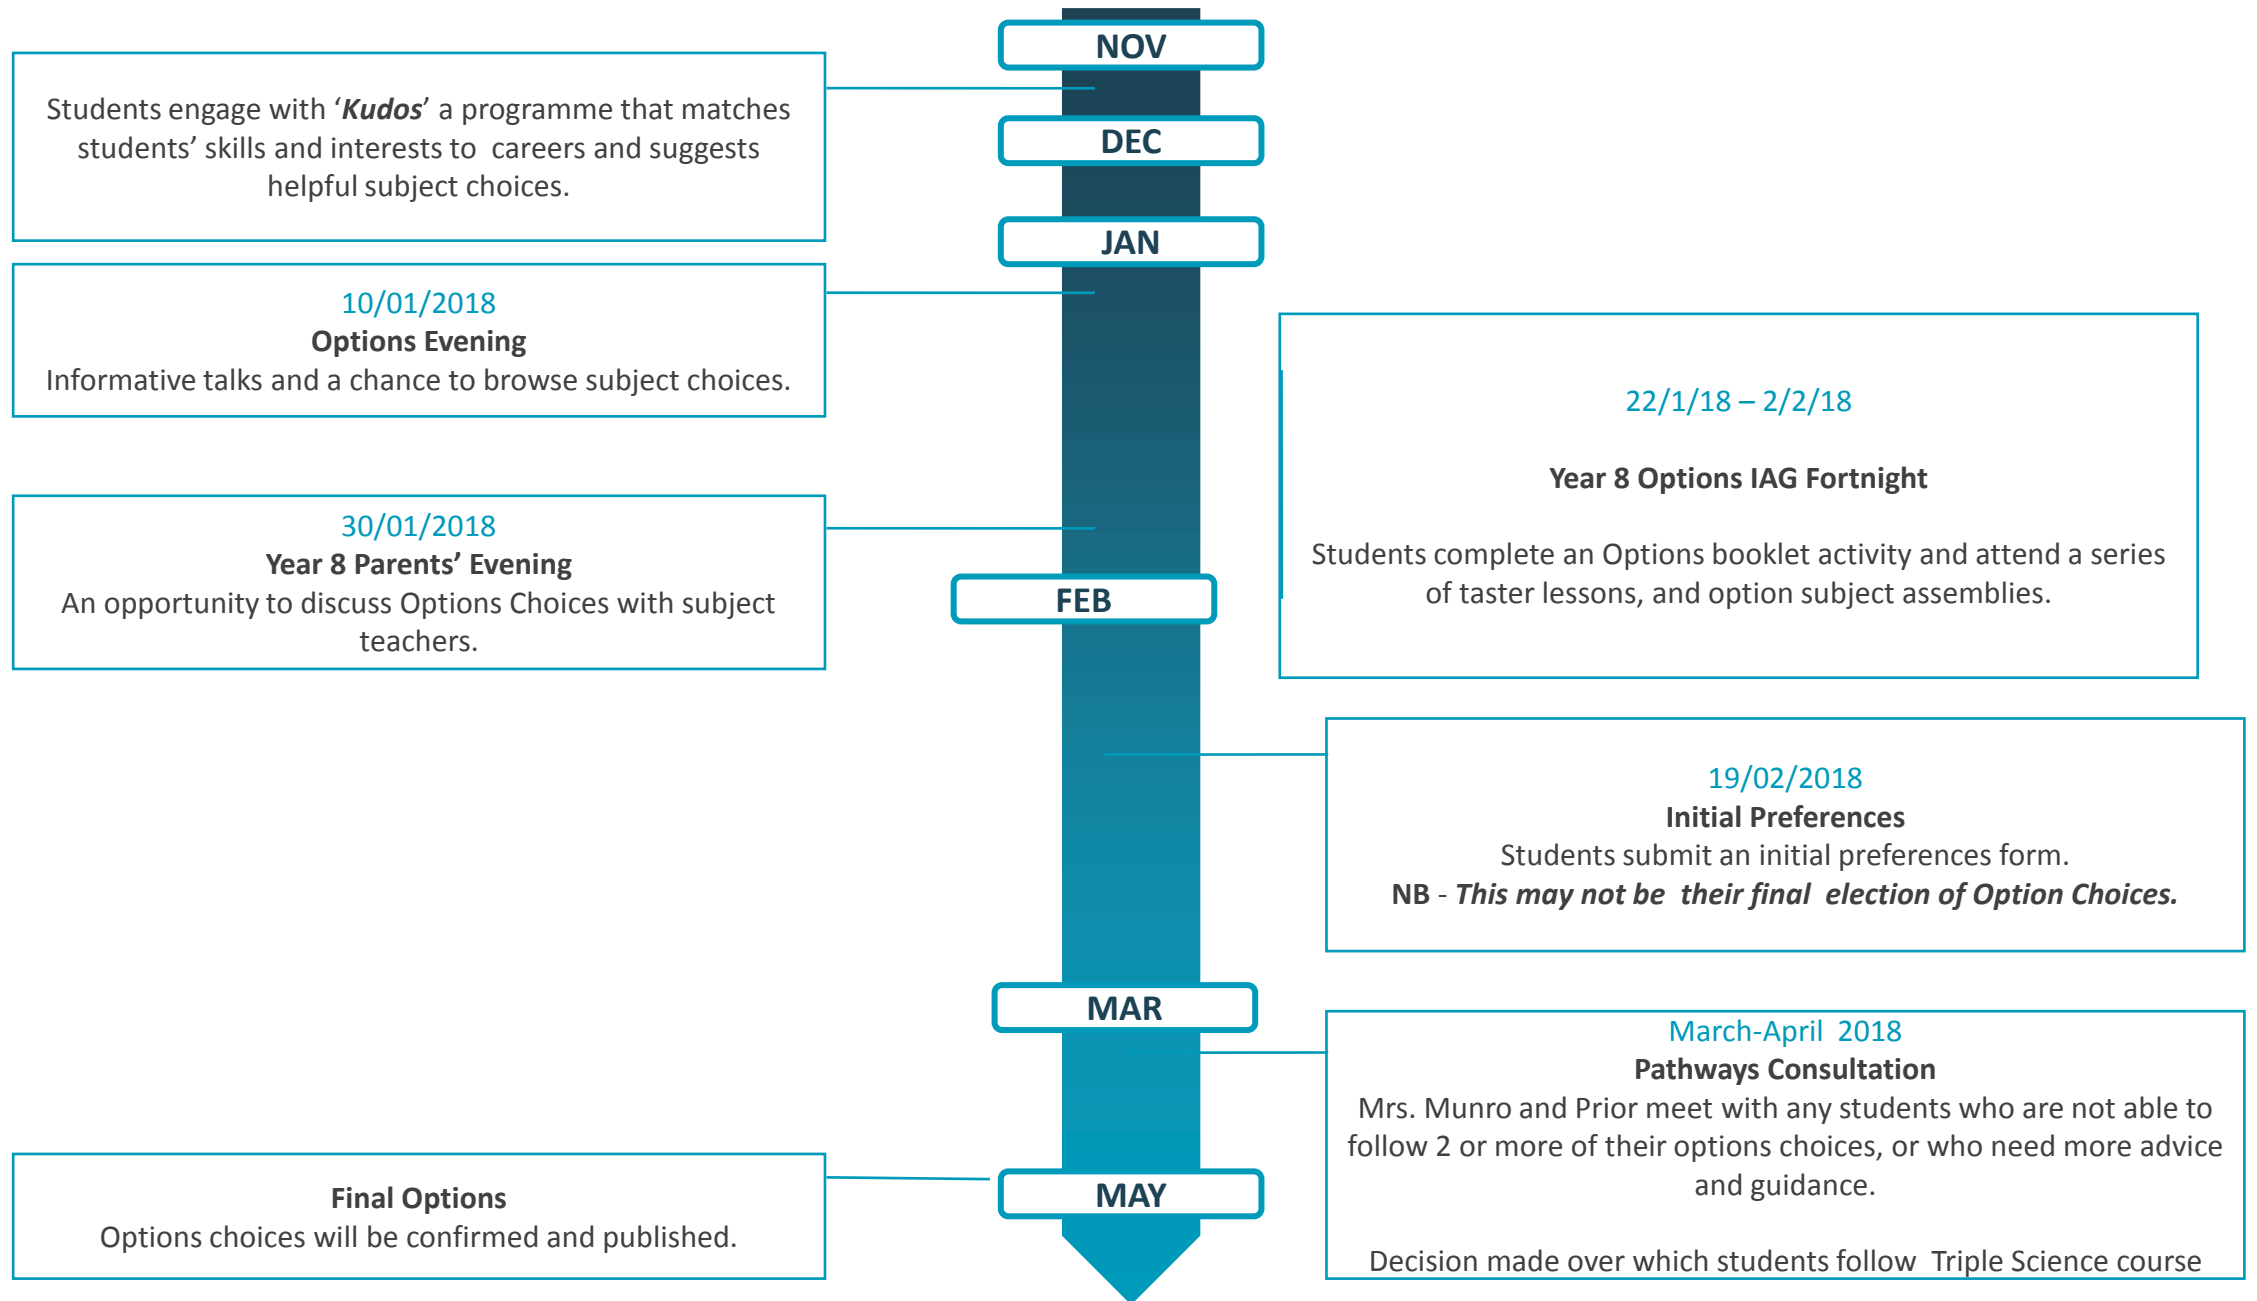 NOV
Students engage with ‘Kudos’ a programme that matches
students’ skills and interests to  careers and suggests
helpful subject choices.
DEC
JAN
10/01/2018
Options Evening
Informative talks and a chance to browse subject choices.
22/1/18 – 2/2/18
Year 8 Options IAG Fortnight
Students complete an Options booklet activity and attend a series
of taster lessons, and option subject assemblies.
30/01/2018
Year 8 Parents’ Evening
An opportunity to discuss Options Choices with subject
teachers.
FEB
19/02/2018
Initial Preferences
Students submit an initial preferences form.
NB - This may not be  their final  election of Option Choices.
MAR
March-April  2018
Pathways Consultation
Mrs. Munro and Prior meet with any students who are not able to
follow 2 or more of their options choices, or who need more advice
and guidance.
Decision made over which students follow  Triple Science course
MAY
Final Options
Options choices will be confirmed and published.